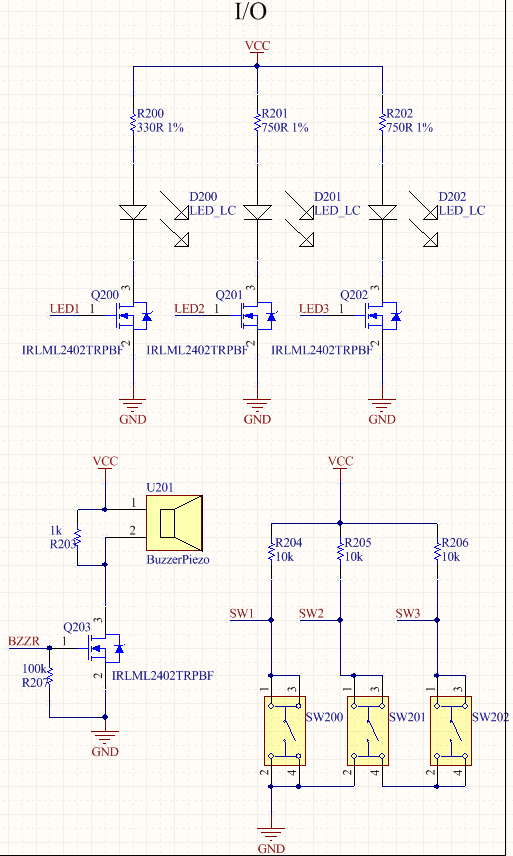 I/O
VCC
R200
330R 1%
R201
750R 1%
R202
750R 1%
D200
LED_LC
D201
LED_LC
D202
LED_LC
3
3
3
Q200
Q201
Q202
LED1 1
LED2 1
LED3 1
2
2
2
IRLML2402TRPBF
IRLML2402TRPBF
IRLML2402TRPBF
GND
GND
GND
VCC
U201
1
1k
R203
2
BuzzerPiezo
3
Q203
BZZR 1
2
IRLML2402TRPBF
100k
R207
GND
VCC
R204
10k
R205
10k
R206
10k
SW1
SW2
SW3
1 3
1 3
1 3
SW200
SW201
SW202
2 4
2 4
2 4
GND